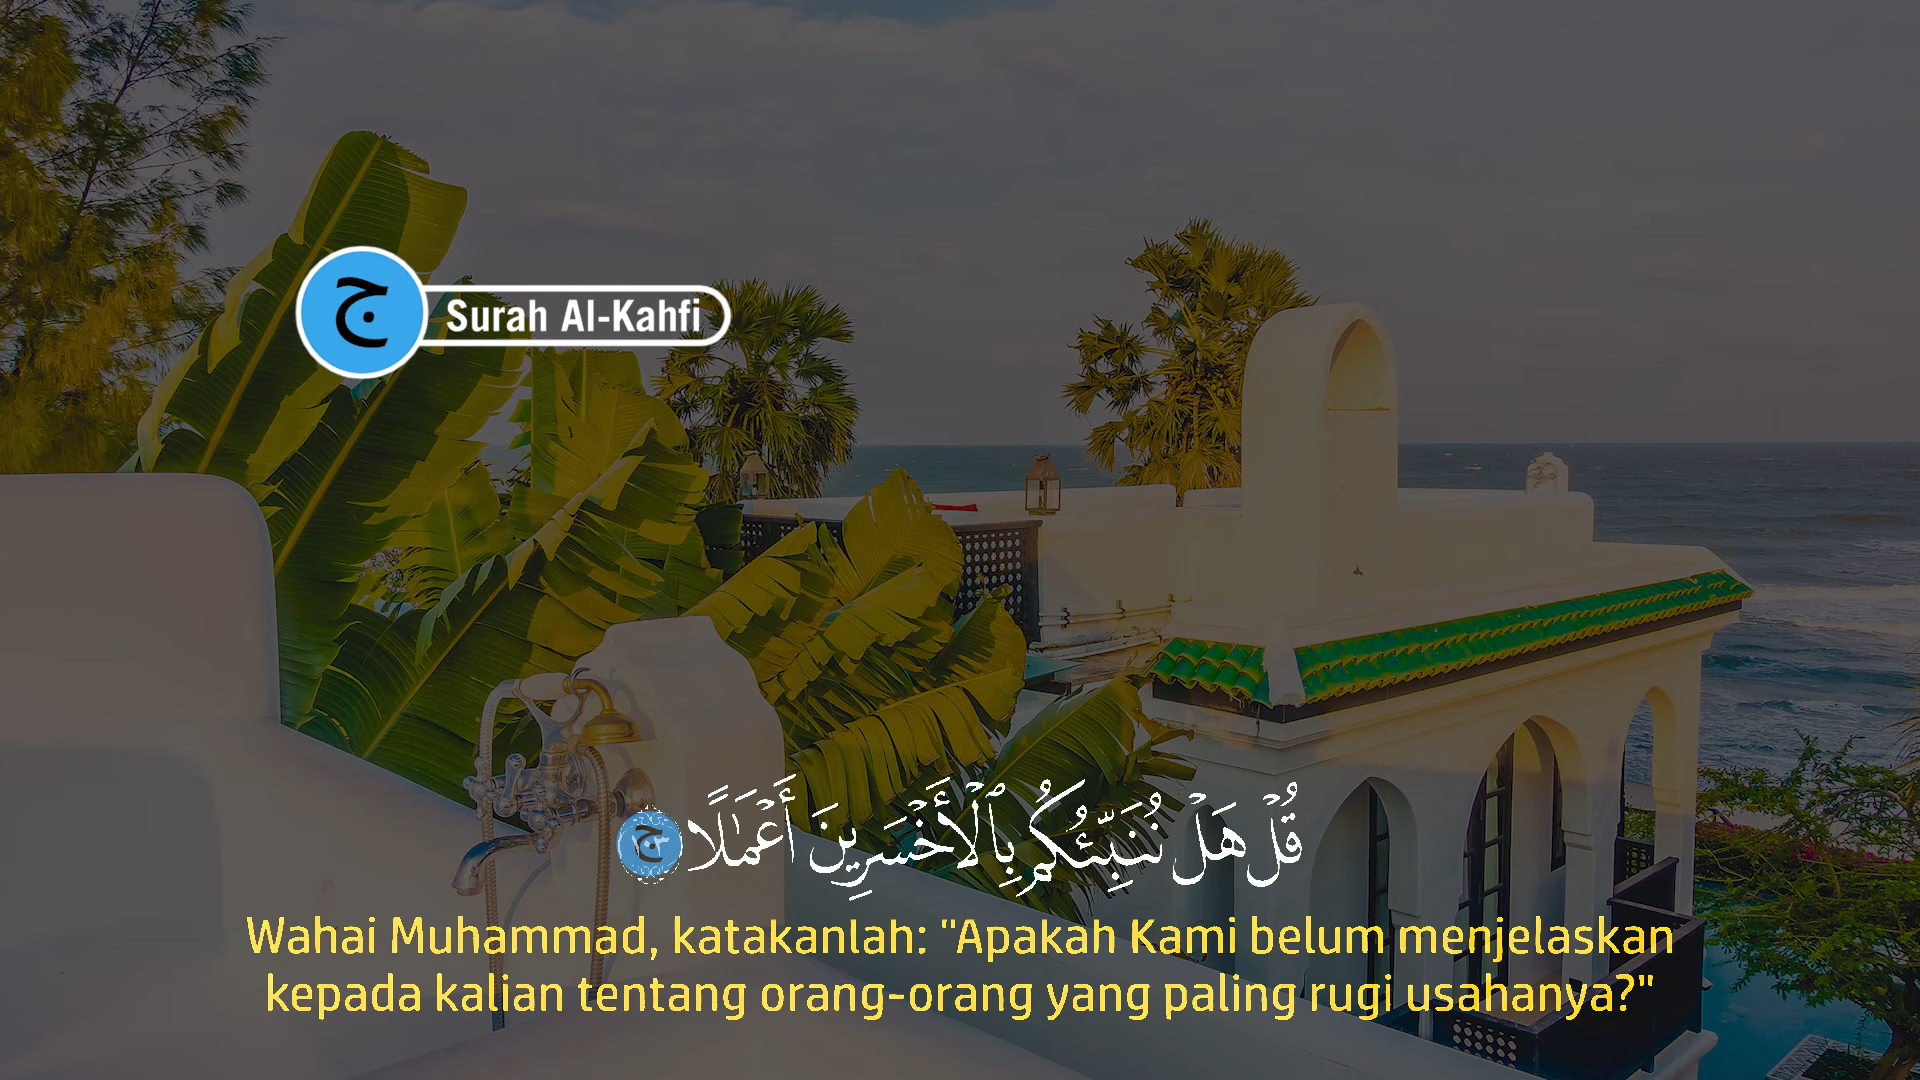 ج
Surah Al-Kahfi
قُلْ هَلْ نُنَبِّئُكُم بِٱلْأَخْسَرِينَ أَعْمَٰلًا ج
Wahai Muhammad, katakanlah: "Apakah Kami belum menjelaskan
kepada kalian tentang orang-orang yang paling rugi usahanya?"